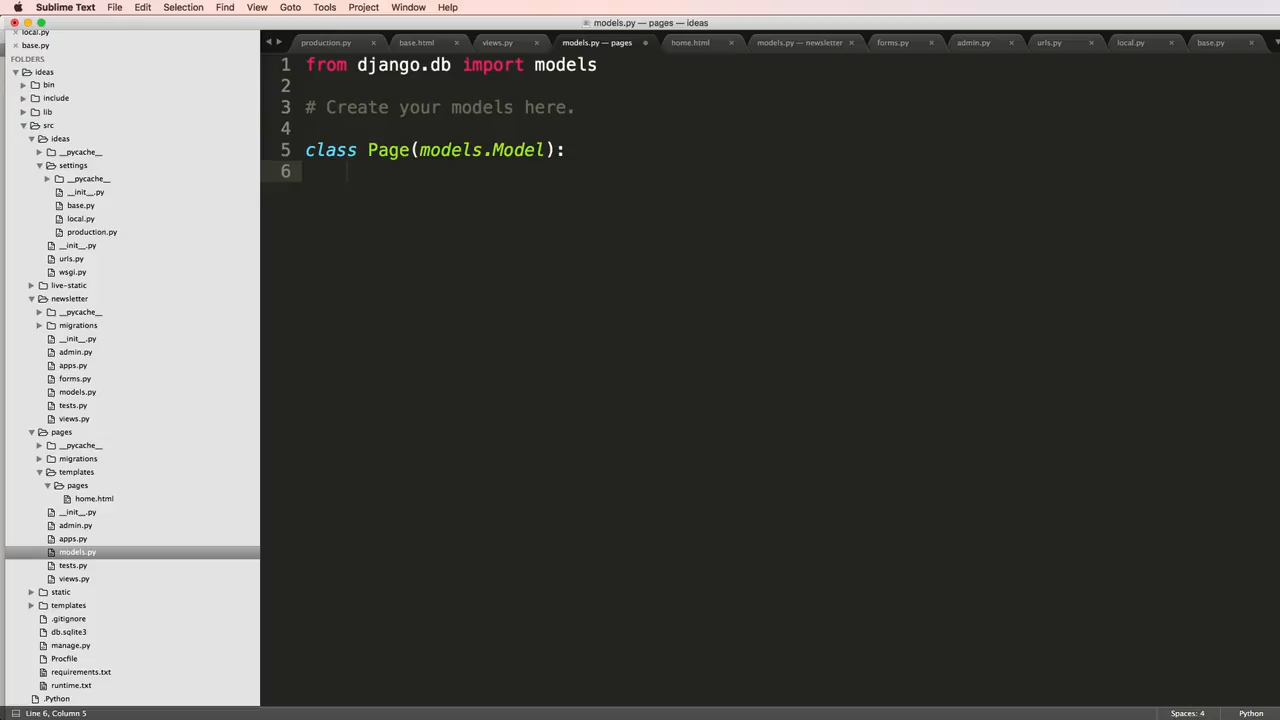 Sublime Text File Edit Selection Find View Goto Tools Project Window Help
models.py — pages — ideas
local.py
base.py
FOLDERS
ideas
bin
include
lib
src
ideas
__pycache__
settings
__pycache__
__init__.py
base.py
local.py
production.py
__init__.py
urls.py
wsgi.py
live-static
newsletter
__pycache__
migrations
__init__.py
admin.py
apps.py
forms.py
models.py
tests.py
views.py
pages
__pycache__
migrations
templates
pages
home.html
__init__.py
admin.py
apps.py
models.py
tests.py
views.py
static
templates
.gitignore
db.sqlite3
manage.py
Procfile
requirements.txt
runtime.txt
.Python
production.py base.html views.py models.py — pages home.html models.py — newsletter forms.py admin.py urls.py local.py base.py
1 from django.db import models
2
3 # Create your models here.
4
5 class Page(models.Model):
6
Line 6, Column 5 Spaces: 4 Python